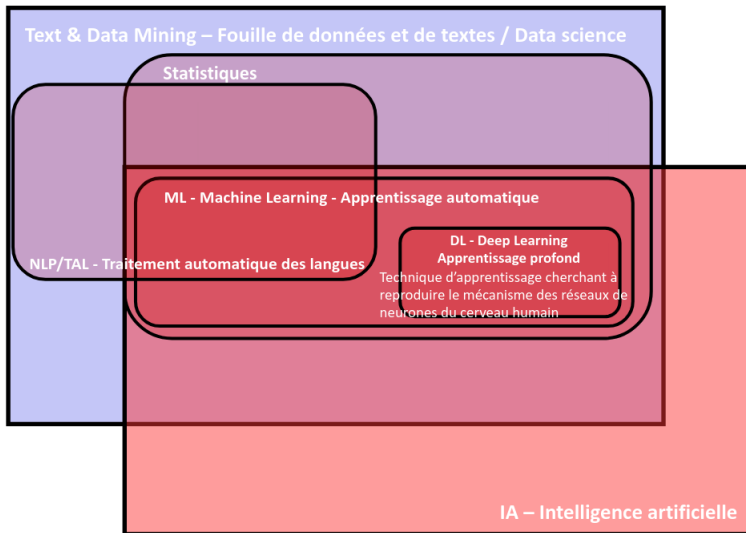 Text & Data Mining – Fouille de données et de textes / Data science
Statistiques
ML - Machine Learning - Apprentissage automatique
DL - Deep Learning
Apprentissage profond
NLP/TAL - Traitement automatique des langues
Technique d'apprentissage cherchant à
reproduire le mécanisme des réseaux de
neurones du cerveau humain
IA – Intelligence artificielle